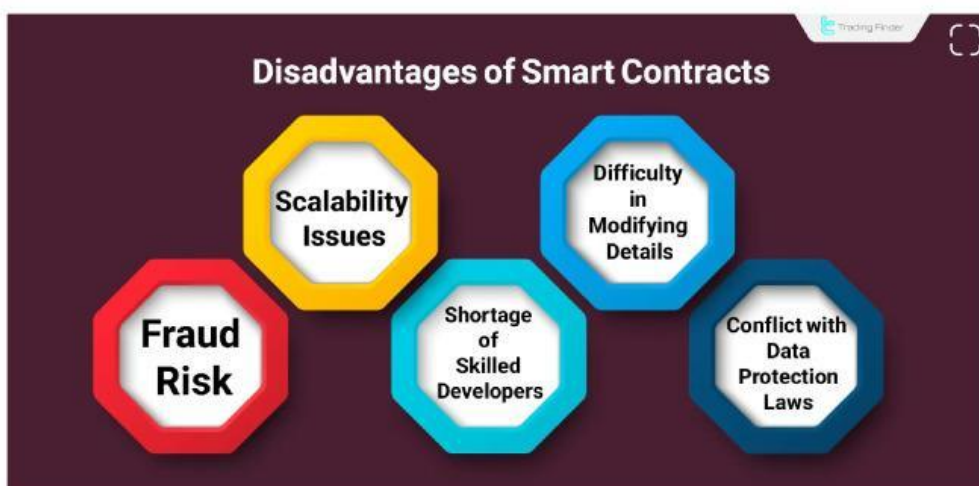 Trading Finder
Disadvantages of Smart Contracts
Fraud
Risk
Scalability
Issues
Shortage
of
Skilled
Developers
Difficulty
in
Modifying
Details
Conflict with
Data
Protection
Laws